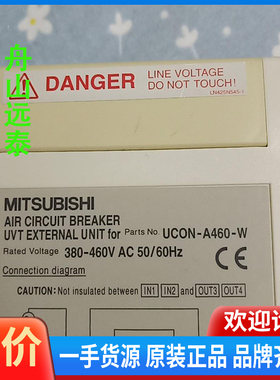 舟山远泰
DANGER
LINE VOLTAGE
DO NOT TOUCH!
LN425N545-1
MITSUBISHI
AIR CIRCUIT BREAKER
UVT EXTERNAL UNIT for Parts No. UCON-A460-W
Rated Voltage 380-460V AC 50/60Hz
Connection diagram
CAUTION: Not insulated between IN1 IN2 and OUT3 OUT4
CE
价 欢迎
一手货源 原装正品 品牌